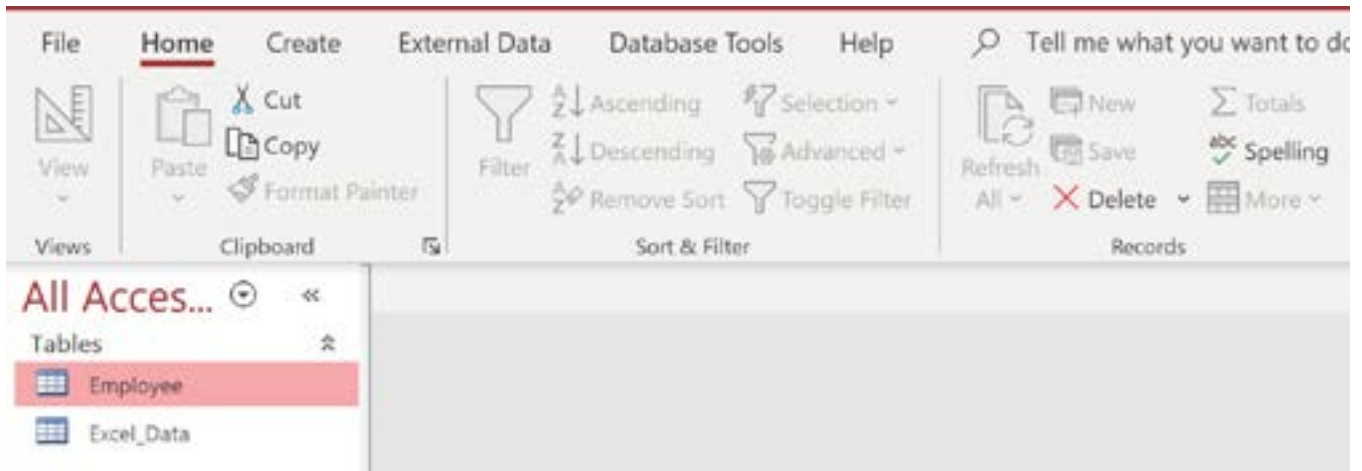 File Home Create External Data Database Tools Help Tell me what you want to do
View
Views
Paste
Cut
Copy
Format Painter
Clipboard
Filter
Ascending
Descending
Remove Sort
Selection
Advanced
Toggle Filter
Sort & Filter
Refresh
All
New
Save
Delete
Totals
abc
Spelling
More
Records
All Acces...
Tables
Employee
Excel_Data